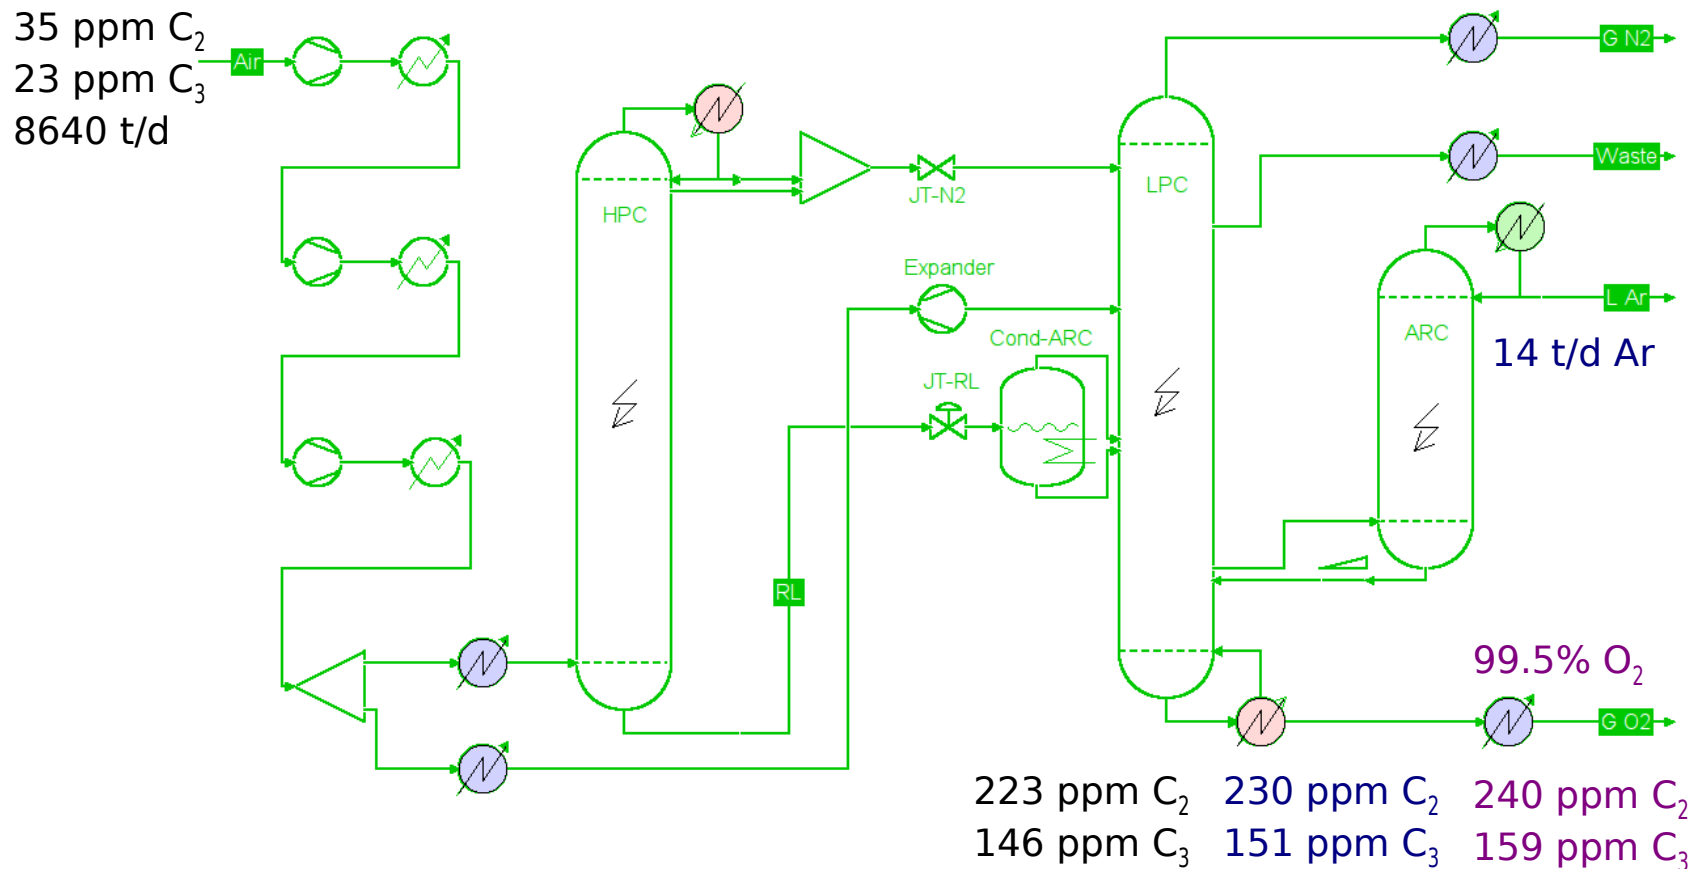 35 ppm C₂
23 ppm C₃
8640 t/d
Air
G N2
Waste
LPC
HPC
JT-N2
Expander
Cond-ARC
JT-RL
L Ar
ARC
14 t/d Ar
RL
99.5% O₂
G O2
223 ppm C₂ 230 ppm C₂ 240 ppm C₂
146 ppm C₃ 151 ppm C₃ 159 ppm C₃